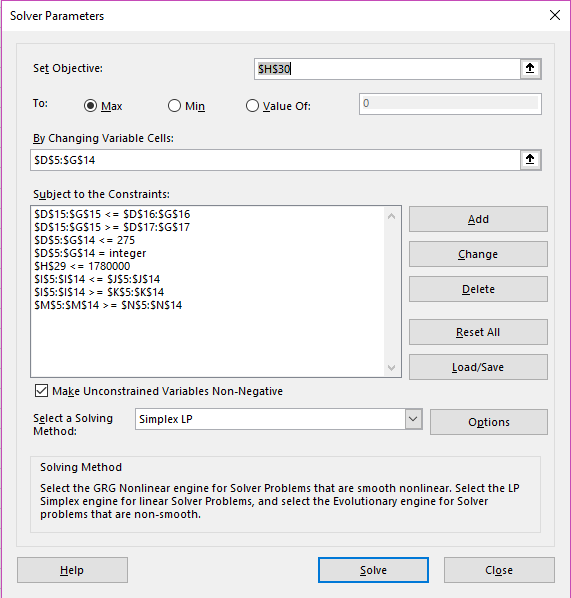 Solver Parameters
Set Objective:
$H$30
To:
Max
Min
Value Of:
0
By Changing Variable Cells:
$D$5:$G$14
Subject to the Constraints:
$D$15:$G$15 <= $D$16:$G$16
$D$15:$G$15 >= $D$17:$G$17
$D$5:$G$14 <= 275
$D$5:$G$14 = integer
$H$29 <= 1780000
$I$5:$I$14 <= $J$5:$J$14
$I$5:$I$14 >= $K$5:$K$14
$M$5:$M$14 >= $N$5:$N$14
Add
Change
Delete
Reset All
Load/Save
Make Unconstrained Variables Non-Negative
Select a Solving
Method:
Simplex LP
Options
Solving Method
Select the GRG Nonlinear engine for Solver Problems that are smooth nonlinear. Select the LP
Simplex engine for linear Solver Problems, and select the Evolutionary engine for Solver
problems that are non-smooth.
Help
Solve
Close